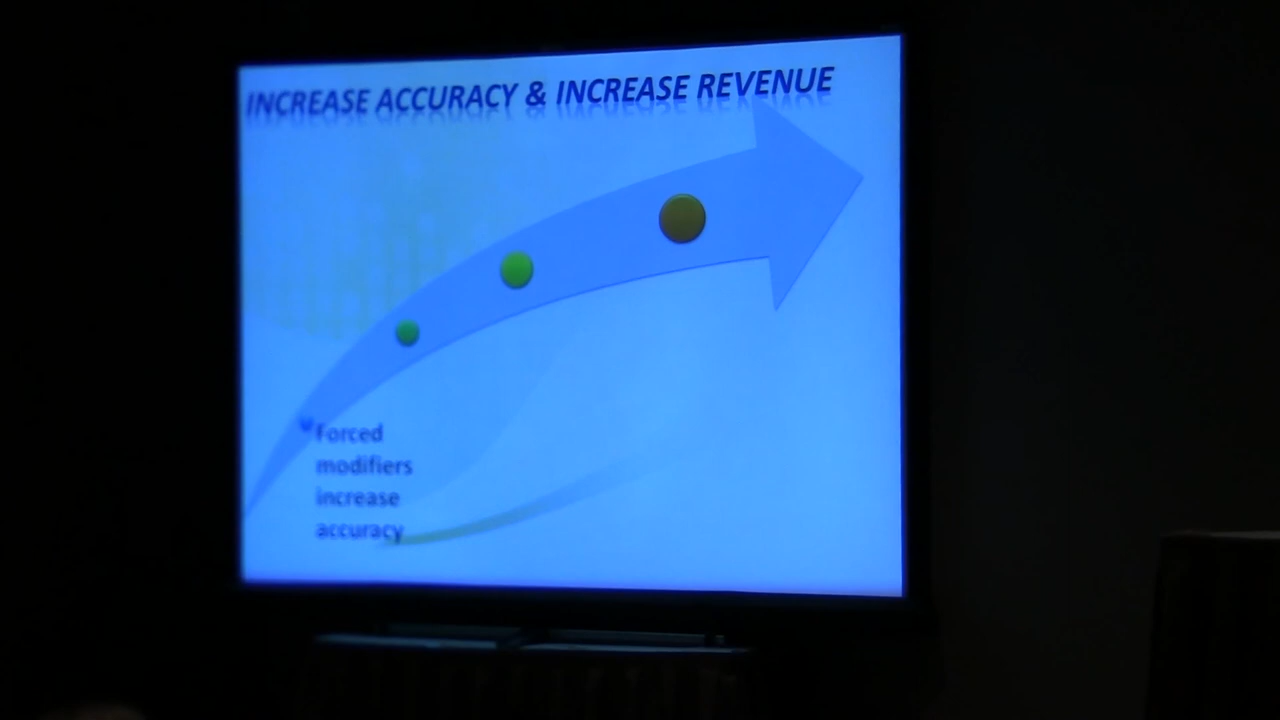 INCREASE ACCURACY & INCREASE REVENUE
Forced
modifiers
increase
accuracy